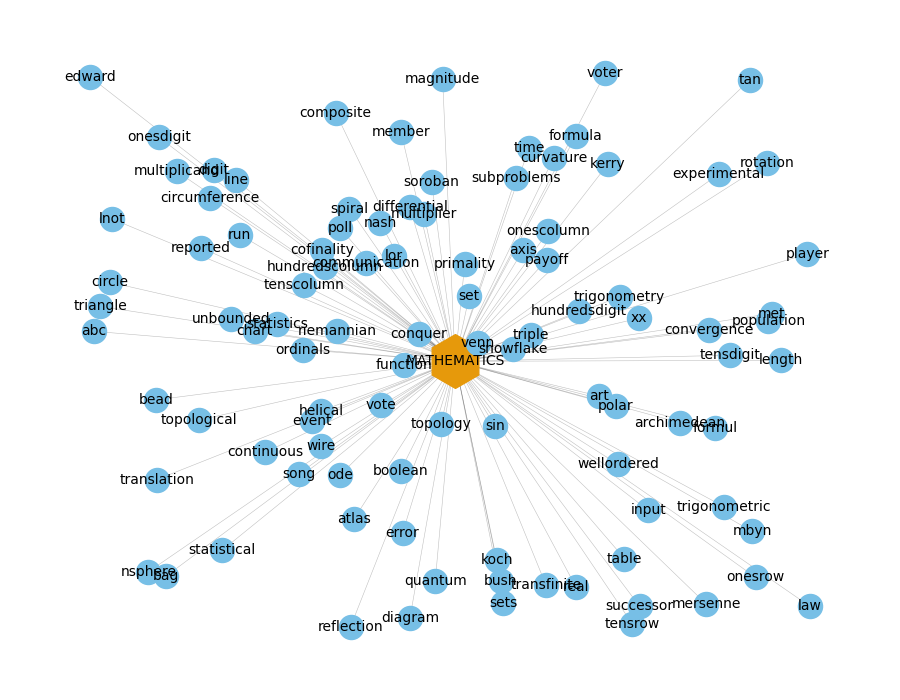 edward
magnitude
voter
tan
composite
member
onesdigit
formula
time
curvature
kerry
rotation
multiplicand
digit
line
subproblems
experimental
soroban
circumference
spiral
differential
multiplier
lnot
poll
nash
run
onescolumn
reported
cofinality
lor
axis
payoff
player
hundredscolumn
communication
primality
circle
tenscolumn
set
trigonometry
triangle
hundredsdigit
xx
met
population
unbounded
statistics
abc
chart
nemannian
conquer
triple
convergence
venn
snowflake
ordinals
tensdigit
length
function
MATHEMATICS
bead
art
polar
vote
helical
topological
event
topology
sin
archimedean
formul
continuous
wire
wellordered
translation
song
ode
boolean
input
trigonometric
atlas
error
mbyn
statistical
koch
table
nsphere
bag
quantum
bush
transfinite
real
onesrow
sets
successor
mersenne
law
reflection
diagram
tensrow